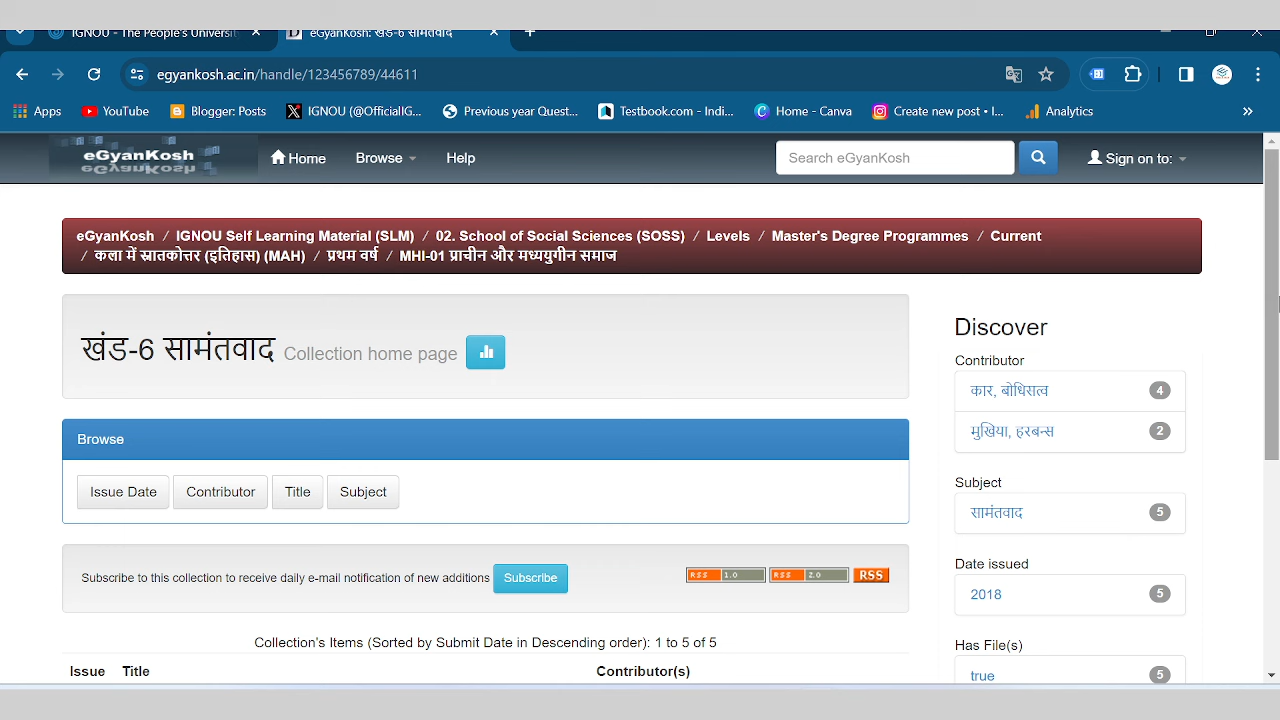 IGNOU - The People's Universit
eGyanKosh: खंड-6 सामंतवाद
egyankosh.ac.in/handle/123456789/44611
Apps YouTube Blogger: Posts IGNOU (@OfficialIG... Previous year Quest... Testbook.com - Indi... Home - Canva Create new post • I... Analytics
eGyanKosh Home Browse Help Search eGyanKosh Sign on to:
eGyanKosh / IGNOU Self Learning Material (SLM) / 02. School of Social Sciences (SOSS) / Levels / Master's Degree Programmes / Current
/ कला में स्नातकोत्तर (इतिहास) (MAH) / प्रथम वर्ष / MHI-01 प्राचीन और मध्ययुगीन समाज
खंड-6 सामंतवाद Collection home page
Browse
Issue Date Contributor Title Subject
Subscribe to this collection to receive daily e-mail notification of new additions Subscribe
RSS 1.0 RSS 2.0 RSS
Collection's Items (Sorted by Submit Date in Descending order): 1 to 5 of 5
Issue Title Contributor(s)
Discover
Contributor
कार, बोधिसत्व 4
मुखिया, हरबन्स 2
Subject
सामंतवाद 5
Date issued
2018 5
Has File(s)
true 5